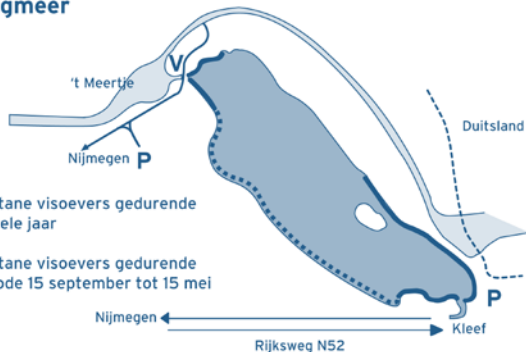 gmeer
V
't Meertje
Duitsland
Nijmegen P
tane visoevers gedurende
ele jaar
tane visoevers gedurende
ode 15 september tot 15 mei
P
Nijmegen
Kleef
Rijksweg N52